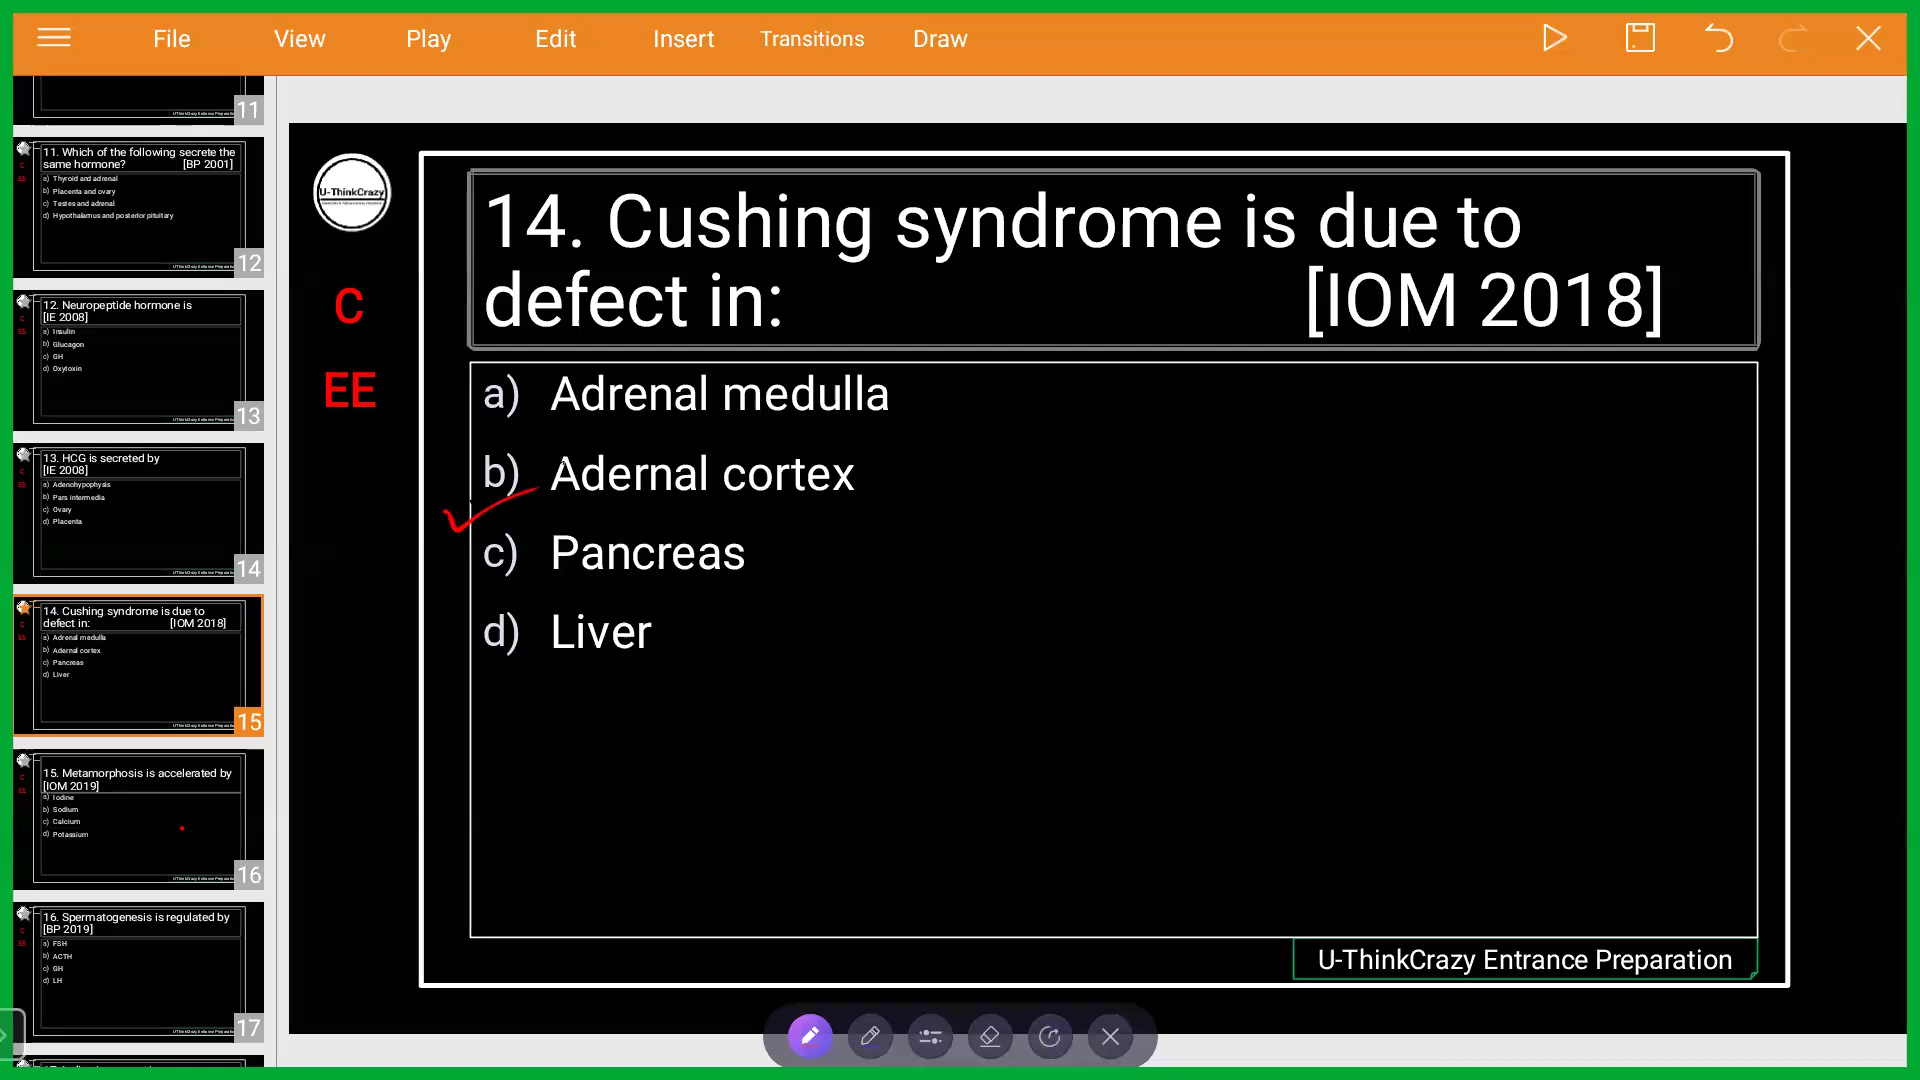 File View Play Edit Insert Transitions Draw
U-ThinkCrazy Entrance Preparation
11
11. Which of the following secrete the
same hormone? [BP 2001]
a) Thyroid and adrenal
b) Placenta and ovary
c) Testes and adrenal
d) Hypothalamus and posterior pituitary
12
12. Neuropeptide hormone is
[IE 2008]
a) Insulin
b) Glucagon
c) GH
d) Oxytoxin
13
13. HCG is secreted by
[IE 2008]
a) Adenohypophysis
b) Pars intermedia
c) Ovary
d) Placenta
14
14. Cushing syndrome is due to
defect in: [IOM 2018]
a) Adrenal medulla
b) Adernal cortex
c) Pancreas
d) Liver
15
15. Metamorphosis is accelerated by
[IOM 2019]
a) Iodine
b) Sodium
c) Calcium
d) Potassium
16
16. Spermatogenesis is regulated by
[BP 2019]
a) FSH
b) ACTH
c) GH
d) LH
17
U-ThinkCrazy
C
EE
14. Cushing syndrome is due to
defect in: [IOM 2018]
a) Adrenal medulla
b) Adernal cortex
c) Pancreas
d) Liver
U-ThinkCrazy Entrance Preparation